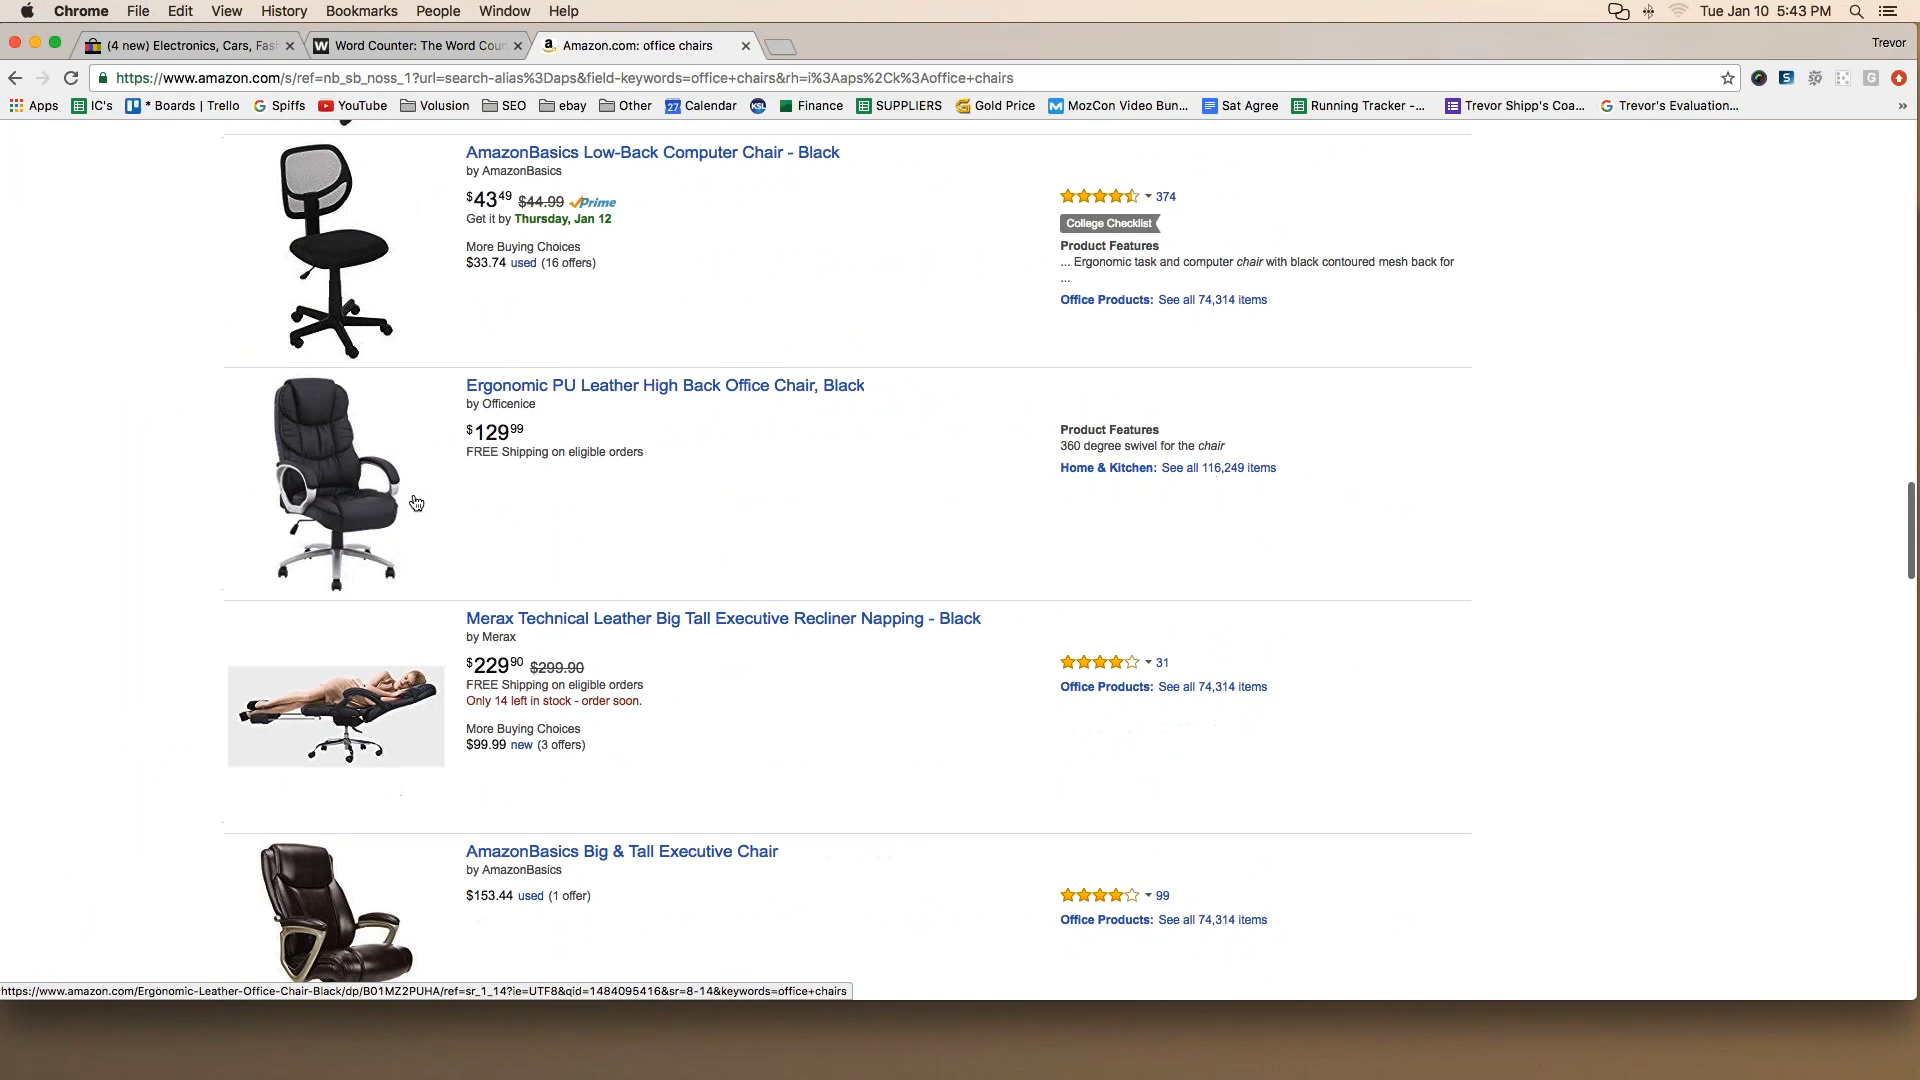 Chrome File Edit View History Bookmarks People Window Help Tue Jan 10 5:43 PM
(4 new) Electronics, Cars, Fas
Word Counter: The Word Coun
Amazon.com: office chairs
Trevor
https://www.amazon.com/s/ref=nb_sb_noss_1?url=search-alias%3Daps&field-keywords=office+chairs&rh=i%3Aaps%2Ck%3Aoffice+chairs
Apps IC's * Boards | Trello Spiffs YouTube Volusion SEO ebay Other 27 Calendar KSL Finance SUPPLIERS Gold Price MozCon Video Bun... Sat Agree Running Tracker -... Trevor Shipp's Coa... Trevor's Evaluation... »
AmazonBasics Low-Back Computer Chair - Black
by AmazonBasics
$43 49 $44.99 Prime
Get it by Thursday, Jan 12
More Buying Choices
$33.74 used (16 offers)
374
College Checklist
Product Features
... Ergonomic task and computer chair with black contoured mesh back for
...
Office Products: See all 74,314 items
Ergonomic PU Leather High Back Office Chair, Black
by Officenice
$129 99
FREE Shipping on eligible orders
Product Features
360 degree swivel for the chair
Home & Kitchen: See all 116,249 items
Merax Technical Leather Big Tall Executive Recliner Napping - Black
by Merax
$229 90 $299.90
FREE Shipping on eligible orders
Only 14 left in stock - order soon.
More Buying Choices
$99.99 new (3 offers)
31
Office Products: See all 74,314 items
AmazonBasics Big & Tall Executive Chair
by AmazonBasics
$153.44 used (1 offer)
99
Office Products: See all 74,314 items
https://www.amazon.com/Ergonomic-Leather-Office-Chair-Black/dp/B01MZ2PUHA/ref=sr_1_14?ie=UTF8&qid=1484095416&sr=8-14&keywords=office+chairs